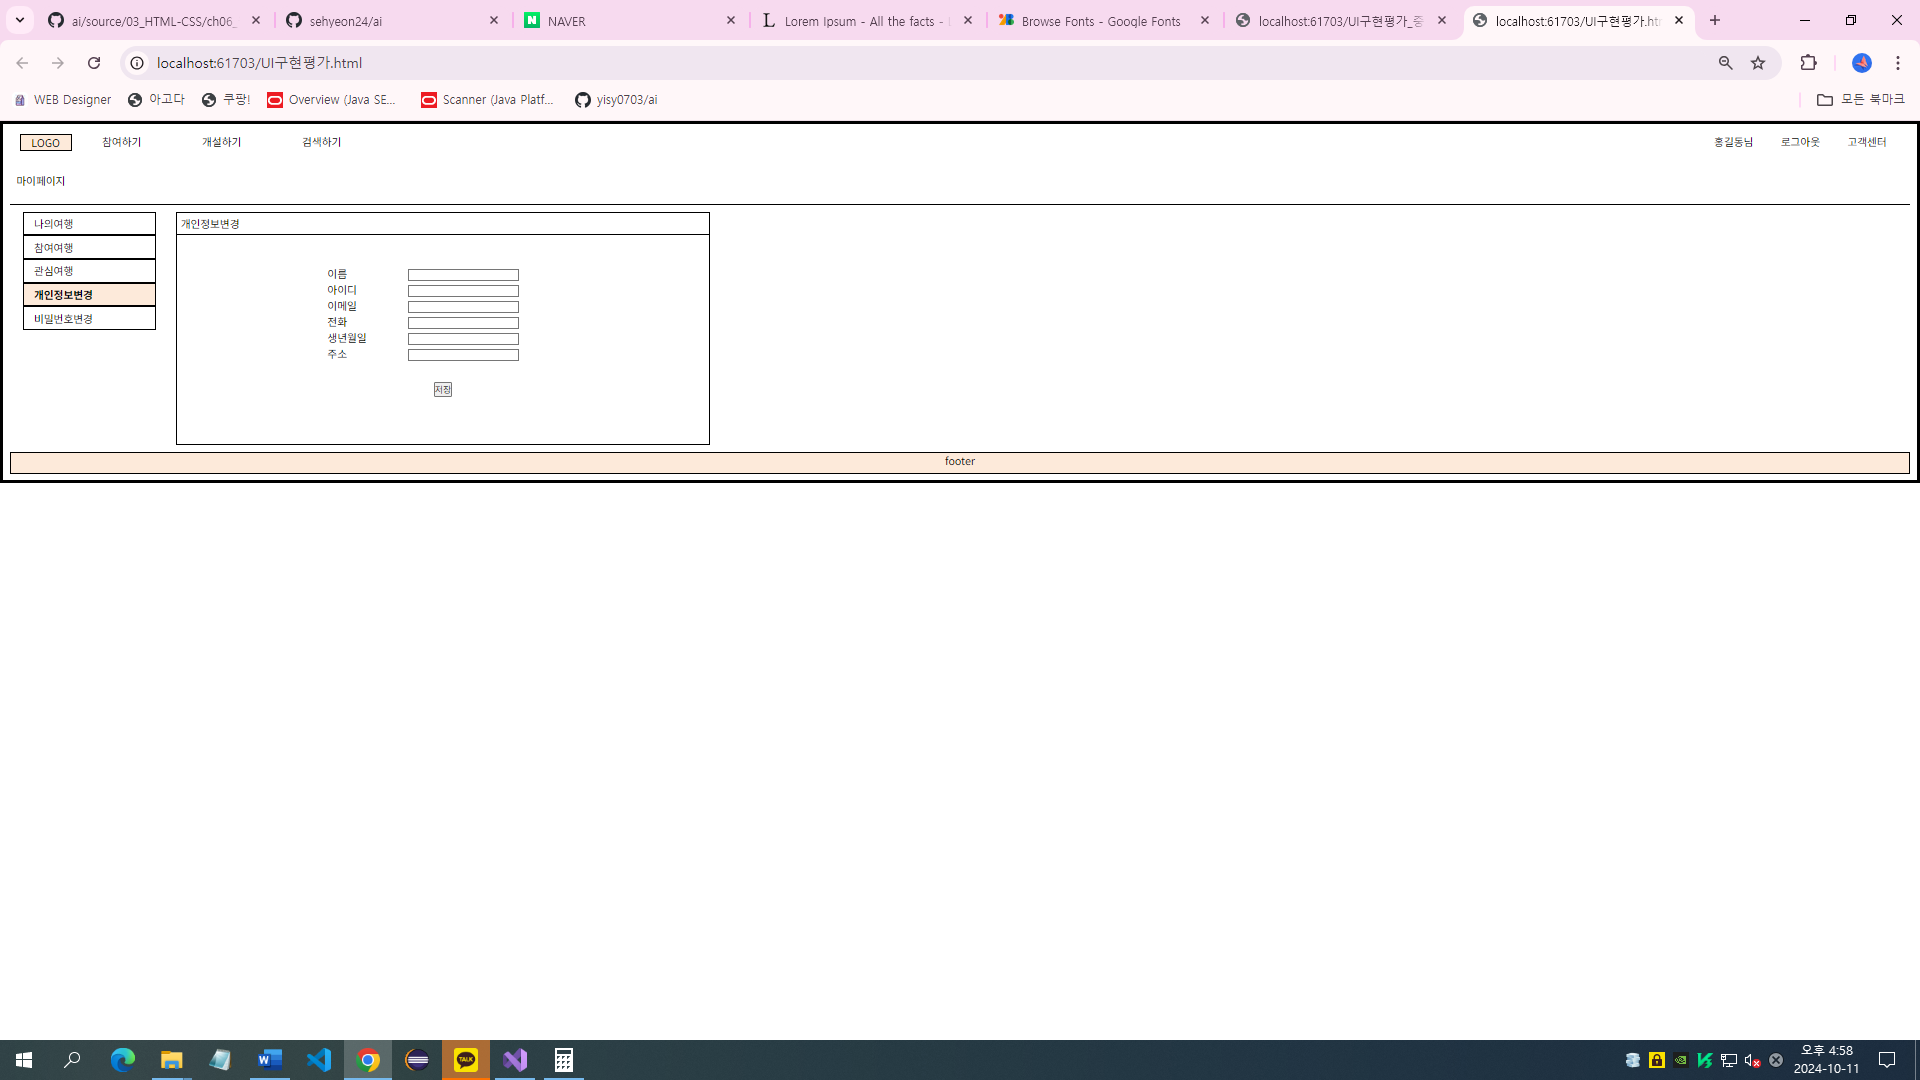 ai/source/03_HTML-CSS/ch06_
sehyeon24/ai
NAVER
Lorem Ipsum - All the facts -
Browse Fonts - Google Fonts
localhost:61703/UI구현평가_중
localhost:61703/UI구현평가.htm
localhost:61703/UI구현평가.html
WEB Designer
아고다
쿠팡!
Overview (Java SE...
Scanner (Java Platf...
yisy0703/ai
모든 북마크
LOGO
참여하기
개설하기
검색하기
홍길동님
로그아웃
고객센터
마이페이지
나의여행
참여여행
관심여행
개인정보변경
비밀번호변경
개인정보변경
이름
아이디
이메일
전화
생년월일
주소
저장
footer
TALK
오후 4:58
2024-10-11